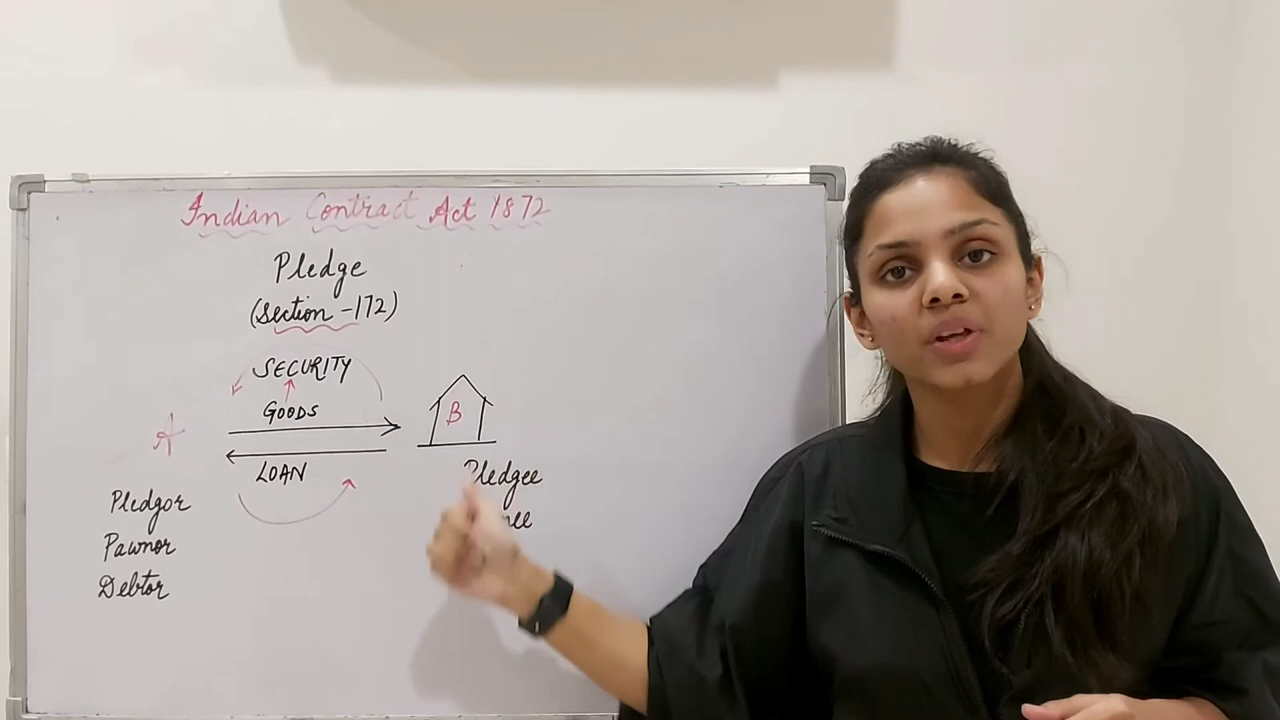 Indian Contract Act 1872
Pledge
(Section -172)
SECURITY
GOODS
A
B
LOAN
Pledgee
Pledgor
Pawnor
Debtor